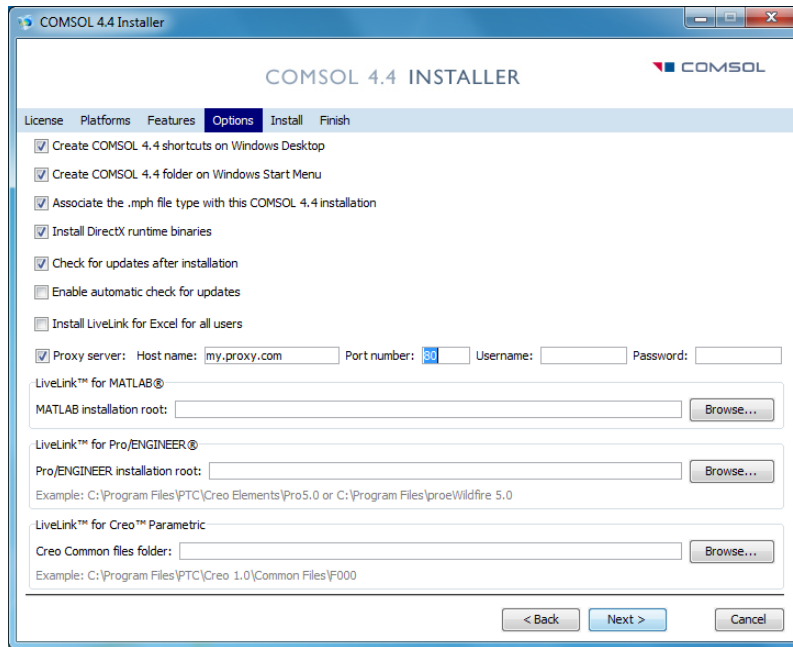 COMSOL 4.4 Installer
COMSOL 4.4 INSTALLER
COMSOL
License Platforms Features Options Install Finish
Create COMSOL 4.4 shortcuts on Windows Desktop
Create COMSOL 4.4 folder on Windows Start Menu
Associate the .mph file type with this COMSOL 4.4 installation
Install DirectX runtime binaries
Check for updates after installation
Enable automatic check for updates
Install LiveLink for Excel for all users
Proxy server: Host name: my.proxy.com Port number: 80 Username: Password:
LiveLink™ for MATLAB®
MATLAB installation root: Browse...
LiveLink™ for Pro/ENGINEER®
Pro/ENGINEER installation root: Browse...
Example: C:\Program Files\PTC\Creo Elements\Pro5.0 or C:\Program Files\proeWildfire 5.0
LiveLink™ for Creo™ Parametric
Creo Common files folder: Browse...
Example: C:\Program Files\PTC\Creo 1.0\Common Files\F000
< Back Next > Cancel